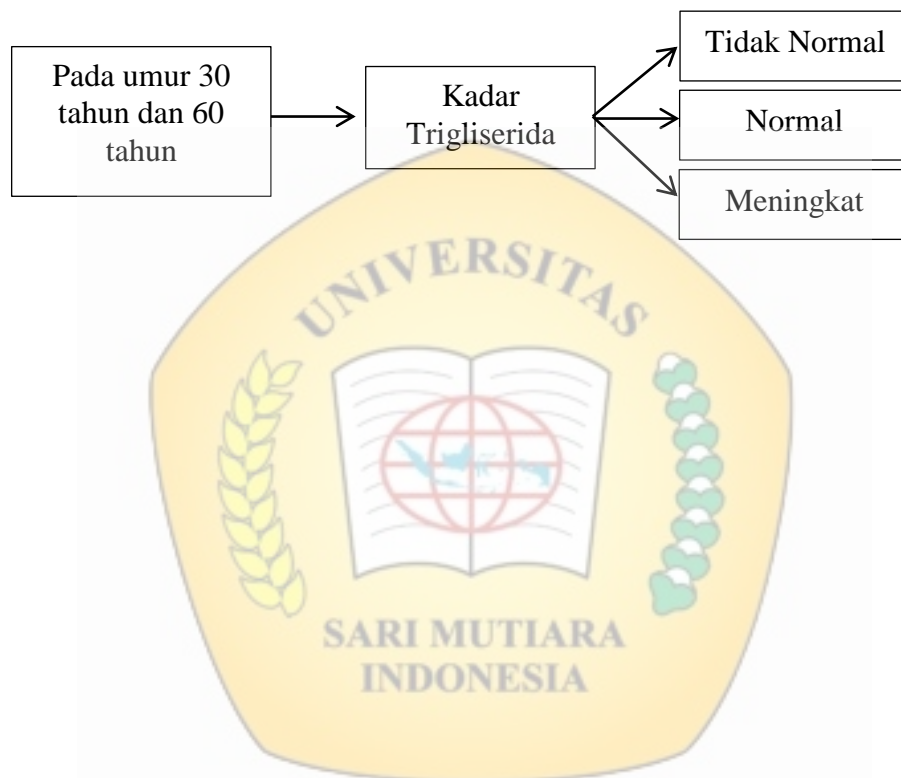 Pada umur 30
tahun dan 60
tahun
Kadar
Trigliserida
Tidak Normal
Normal
Meningkat
UNIVERSITAS
SARI MUTIARA
INDONESIA